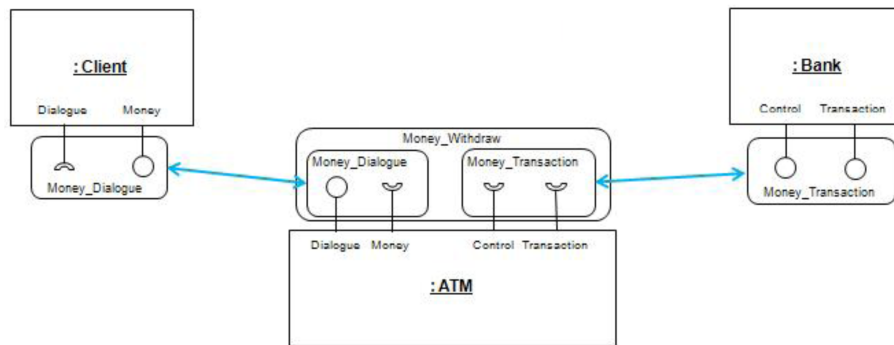 :Client
Dialogue Money
Money_Dialogue
Money_Withdraw
Money_Dialogue
Money_Transaction
Dialogue Money Control Transaction
:ATM
:Bank
Control Transaction
Money_Transaction